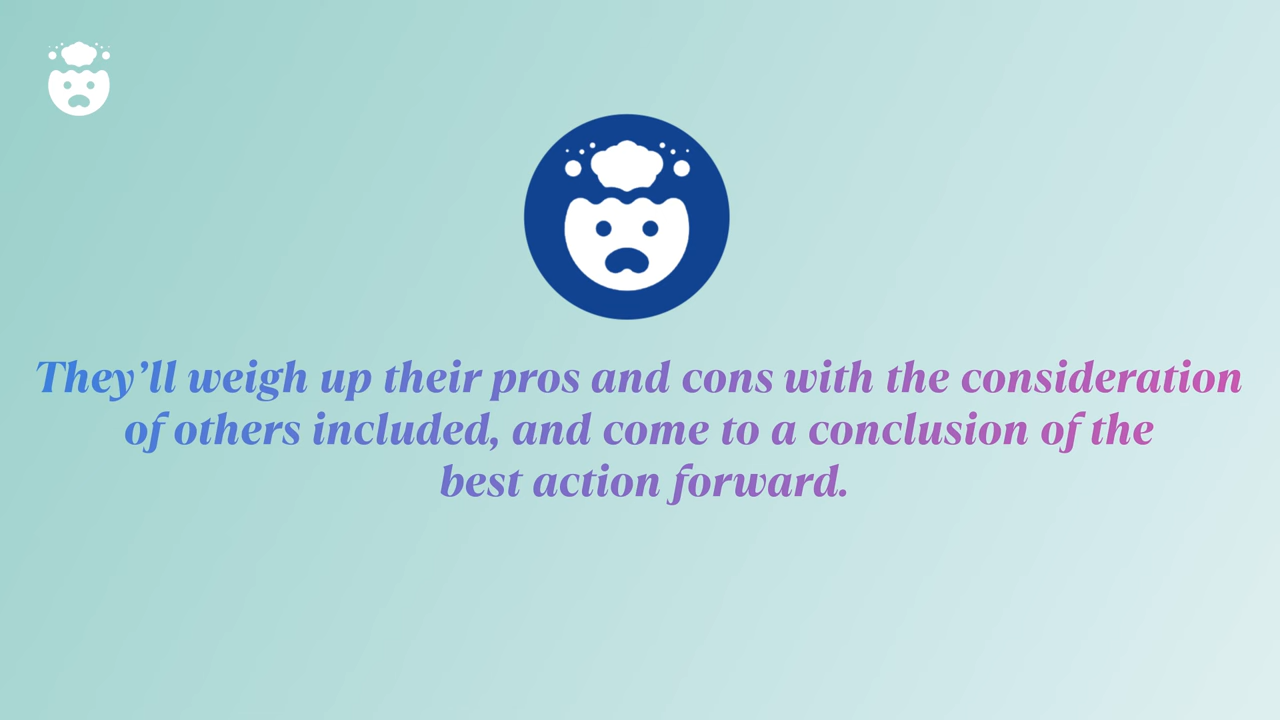 They’ll weigh up their pros and cons with the consideration
of others included, and come to a conclusion of the
best action forward.